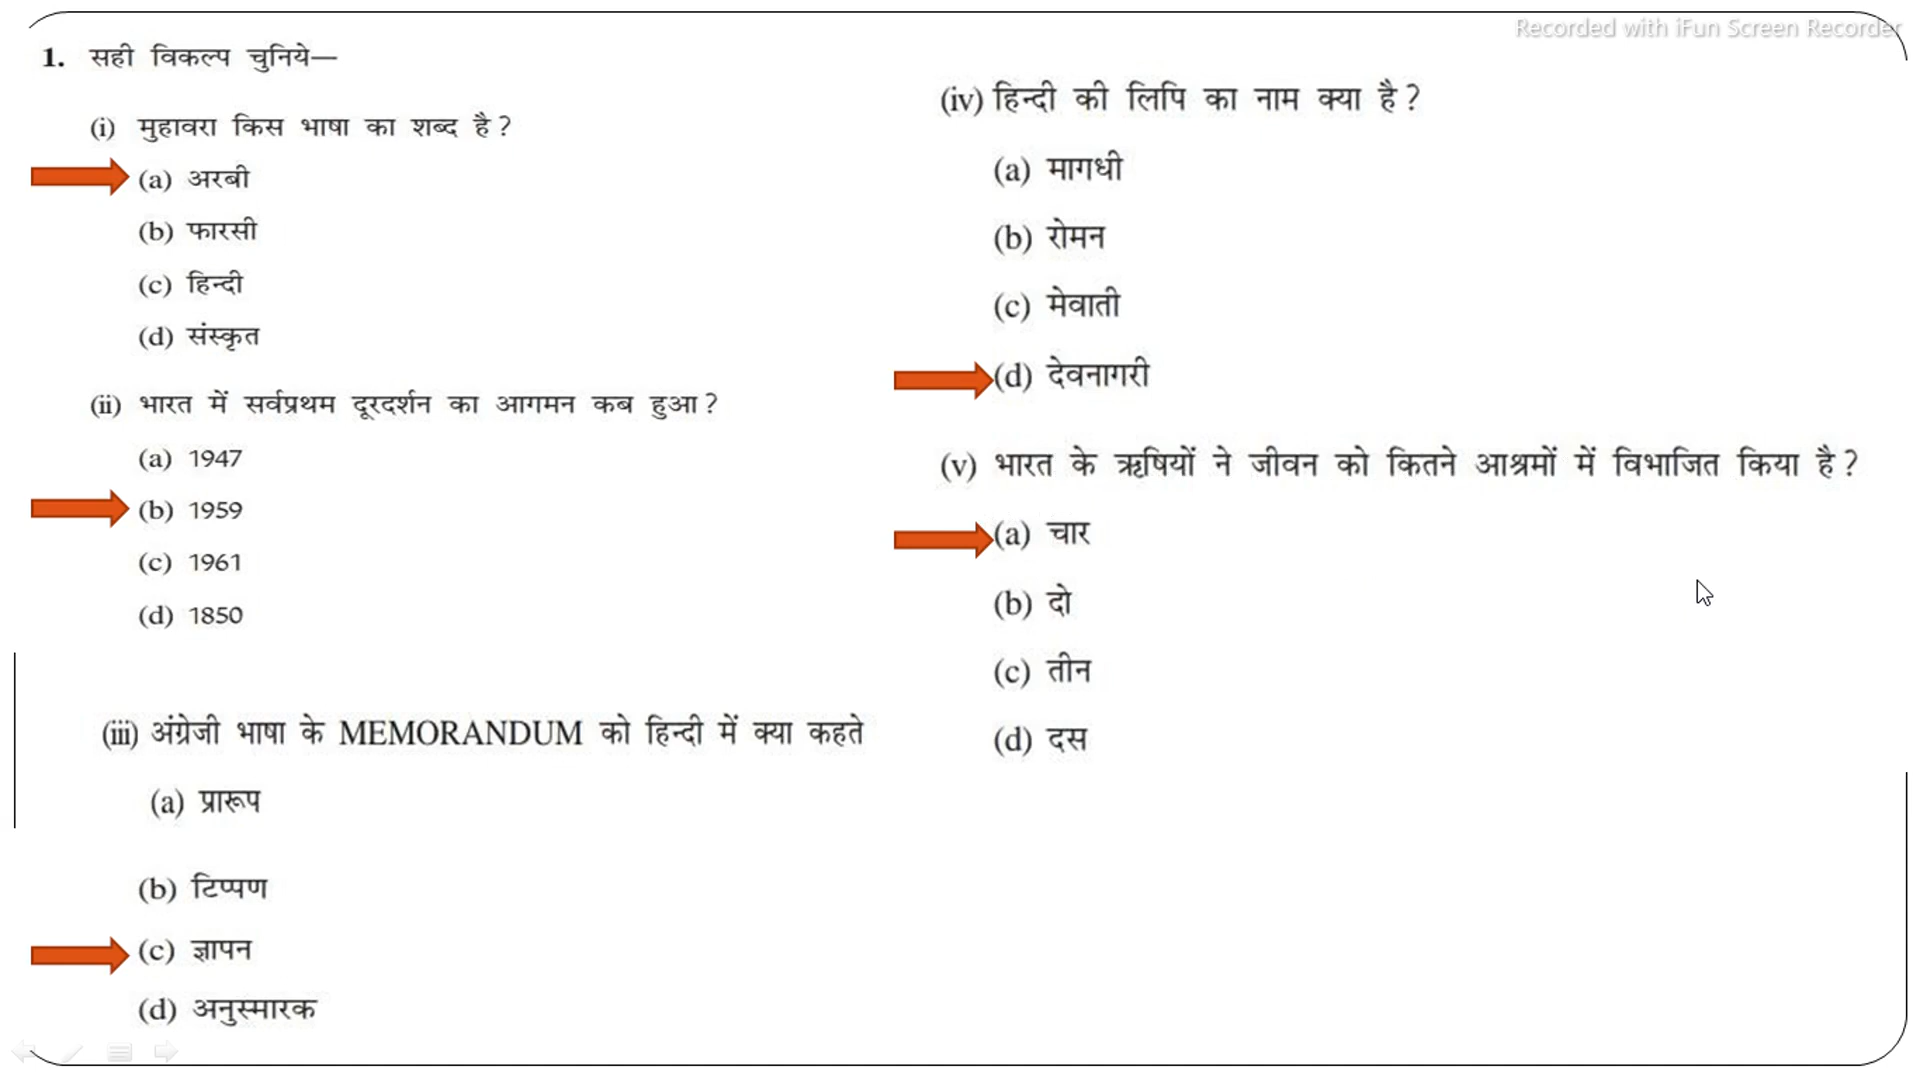 Recorded with iFun Screen Recorder
1. सही विकल्प चुनिये—
(i) मुहावरा किस भाषा का शब्द है ?
(a) अरबी
(b) फारसी
(c) हिन्दी
(d) संस्कृत
(ii) भारत में सर्वप्रथम दूरदर्शन का आगमन कब हुआ ?
(a) 1947
(b) 1959
(c) 1961
(d) 1850
(iii) अंग्रेजी भाषा के MEMORANDUM को हिन्दी में क्या कहते
(a) प्रारूप
(b) टिप्पण
(c) ज्ञापन
(d) अनुस्मारक
(iv) हिन्दी की लिपि का नाम क्या है ?
(a) मागधी
(b) रोमन
(c) मेवाती
(d) देवनागरी
(v) भारत के ऋषियों ने जीवन को कितने आश्रमों में विभाजित किया है ?
(a) चार
(b) दो
(c) तीन
(d) दस